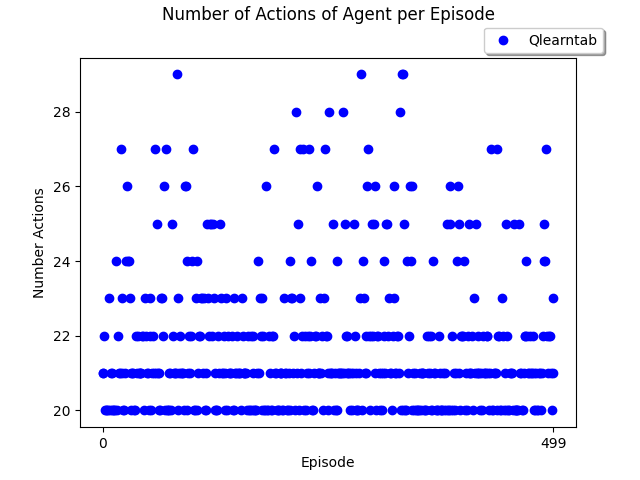 Number of Actions of Agent per Episode
Qlearntab
Number Actions
28
26
24
22
20
0
499
Episode